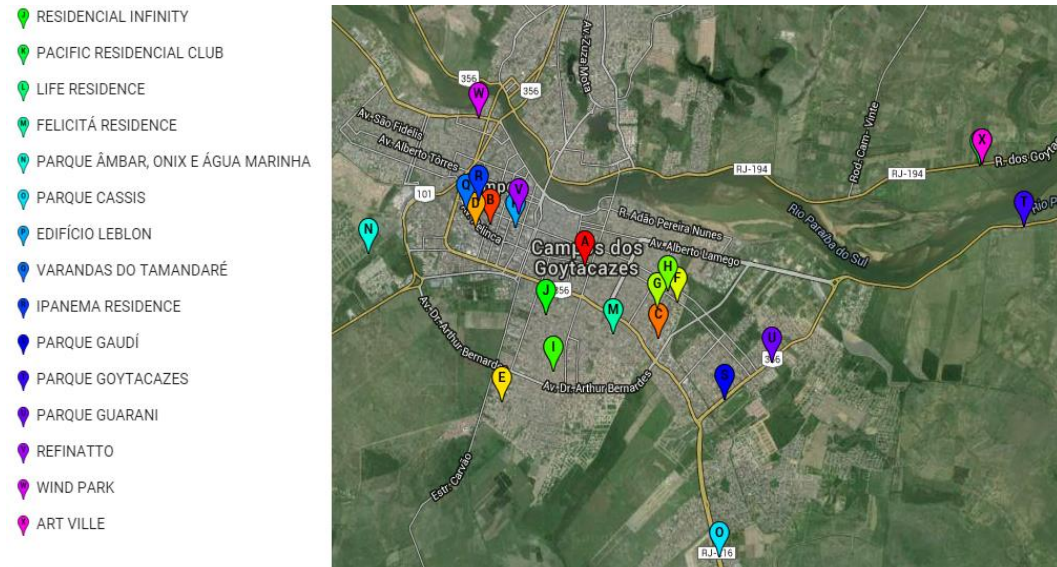 J RESIDENCIAL INFINITY
K PACIFIC RESIDENCIAL CLUB
L LIFE RESIDENCE
M FELICITÁ RESIDENCE
N PARQUE ÂMBAR, ONIX E ÁGUA MARINHA
O PARQUE CASSIS
P EDIFÍCIO LEBLON
Q VARANDAS DO TAMANDARÉ
R IPANEMA RESIDENCE
S PARQUE GAUDÍ
T PARQUE GOYTACAZES
U PARQUE GUARANI
V REFINATTO
W WIND PARK
X ART VILLE
356
356
W
Av. Zuza Mota
Av. São Fidélis
Av. Alberto Tôrres
Rod. Cam. Vinte
X
R. dos Goyta
RJ-194
RJ-194
101
Q
R
D
B
V
T
Rio P
R. Adão Pereira Nunes
Rio Paraíba do Sul
N
A
Campos dos
Goytacazes
Av. Alberto Lamego
H
G
F
J
356
M
C
U
I
Av. Dr. Arthur Bernardes
E
Av. Dr. Arthur Bernardes
S
Estr. Carvão
O